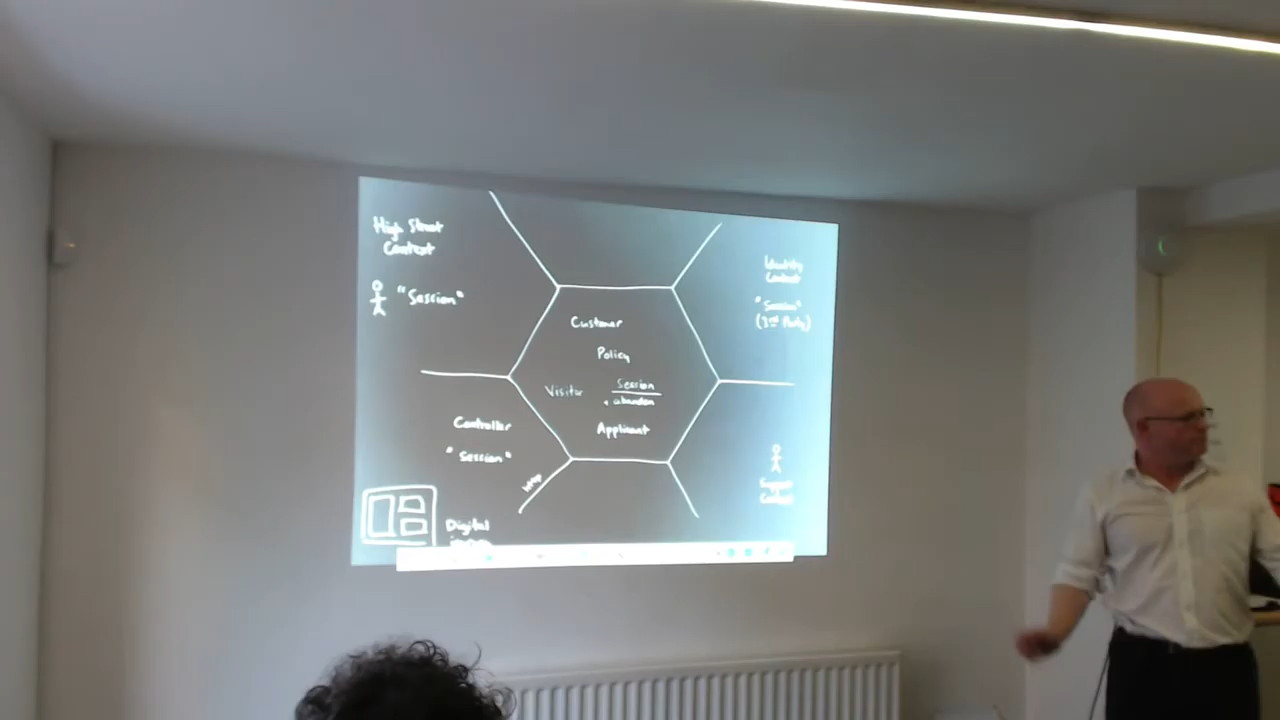 High Street
Context
"Session"
Identity
Context
"Session"
(3rd Party)
Customer
Policy
Visitor
Session
abandon
Applicant
Controller
"Session"
Support
Context
Digital